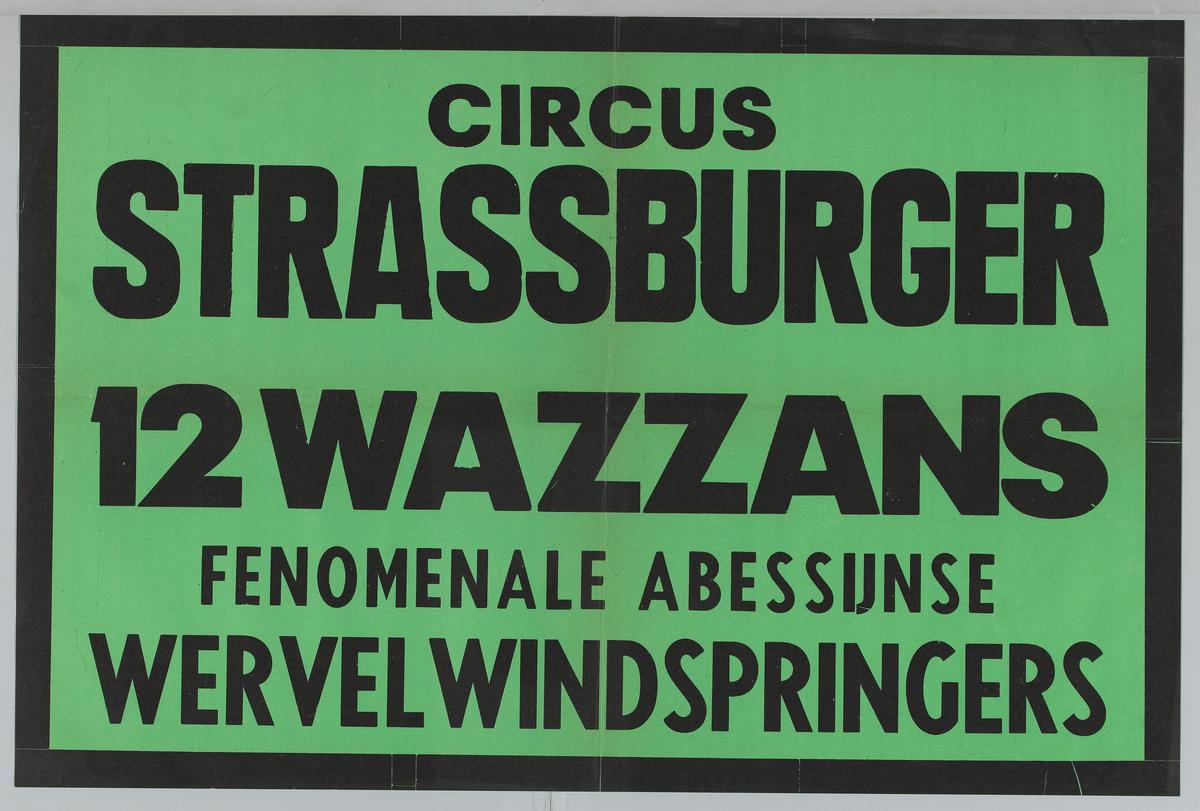 CIRCUS
STRASSBURGER
12 WAZZANS
FENOMENALE ABESSIJNSE
WERVELWINDSPRINGERS